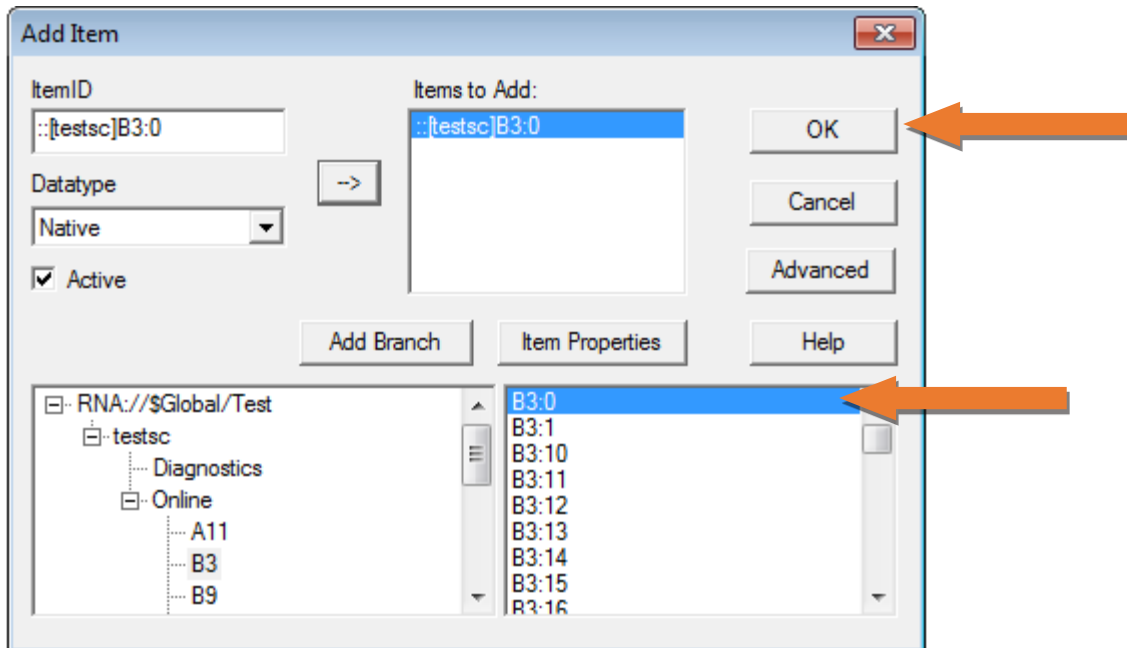 Add Item
ItemID
Items to Add:
::[testsc]B3:0
::[testsc]B3:0
OK
Datatype
-->
Native
Cancel
Active
Advanced
Add Branch
Item Properties
Help
RNA://$Global/Test
testsc
Diagnostics
Online
A11
B3
B9
B3:0
B3:1
B3:10
B3:11
B3:12
B3:13
B3:14
B3:15
B3:16